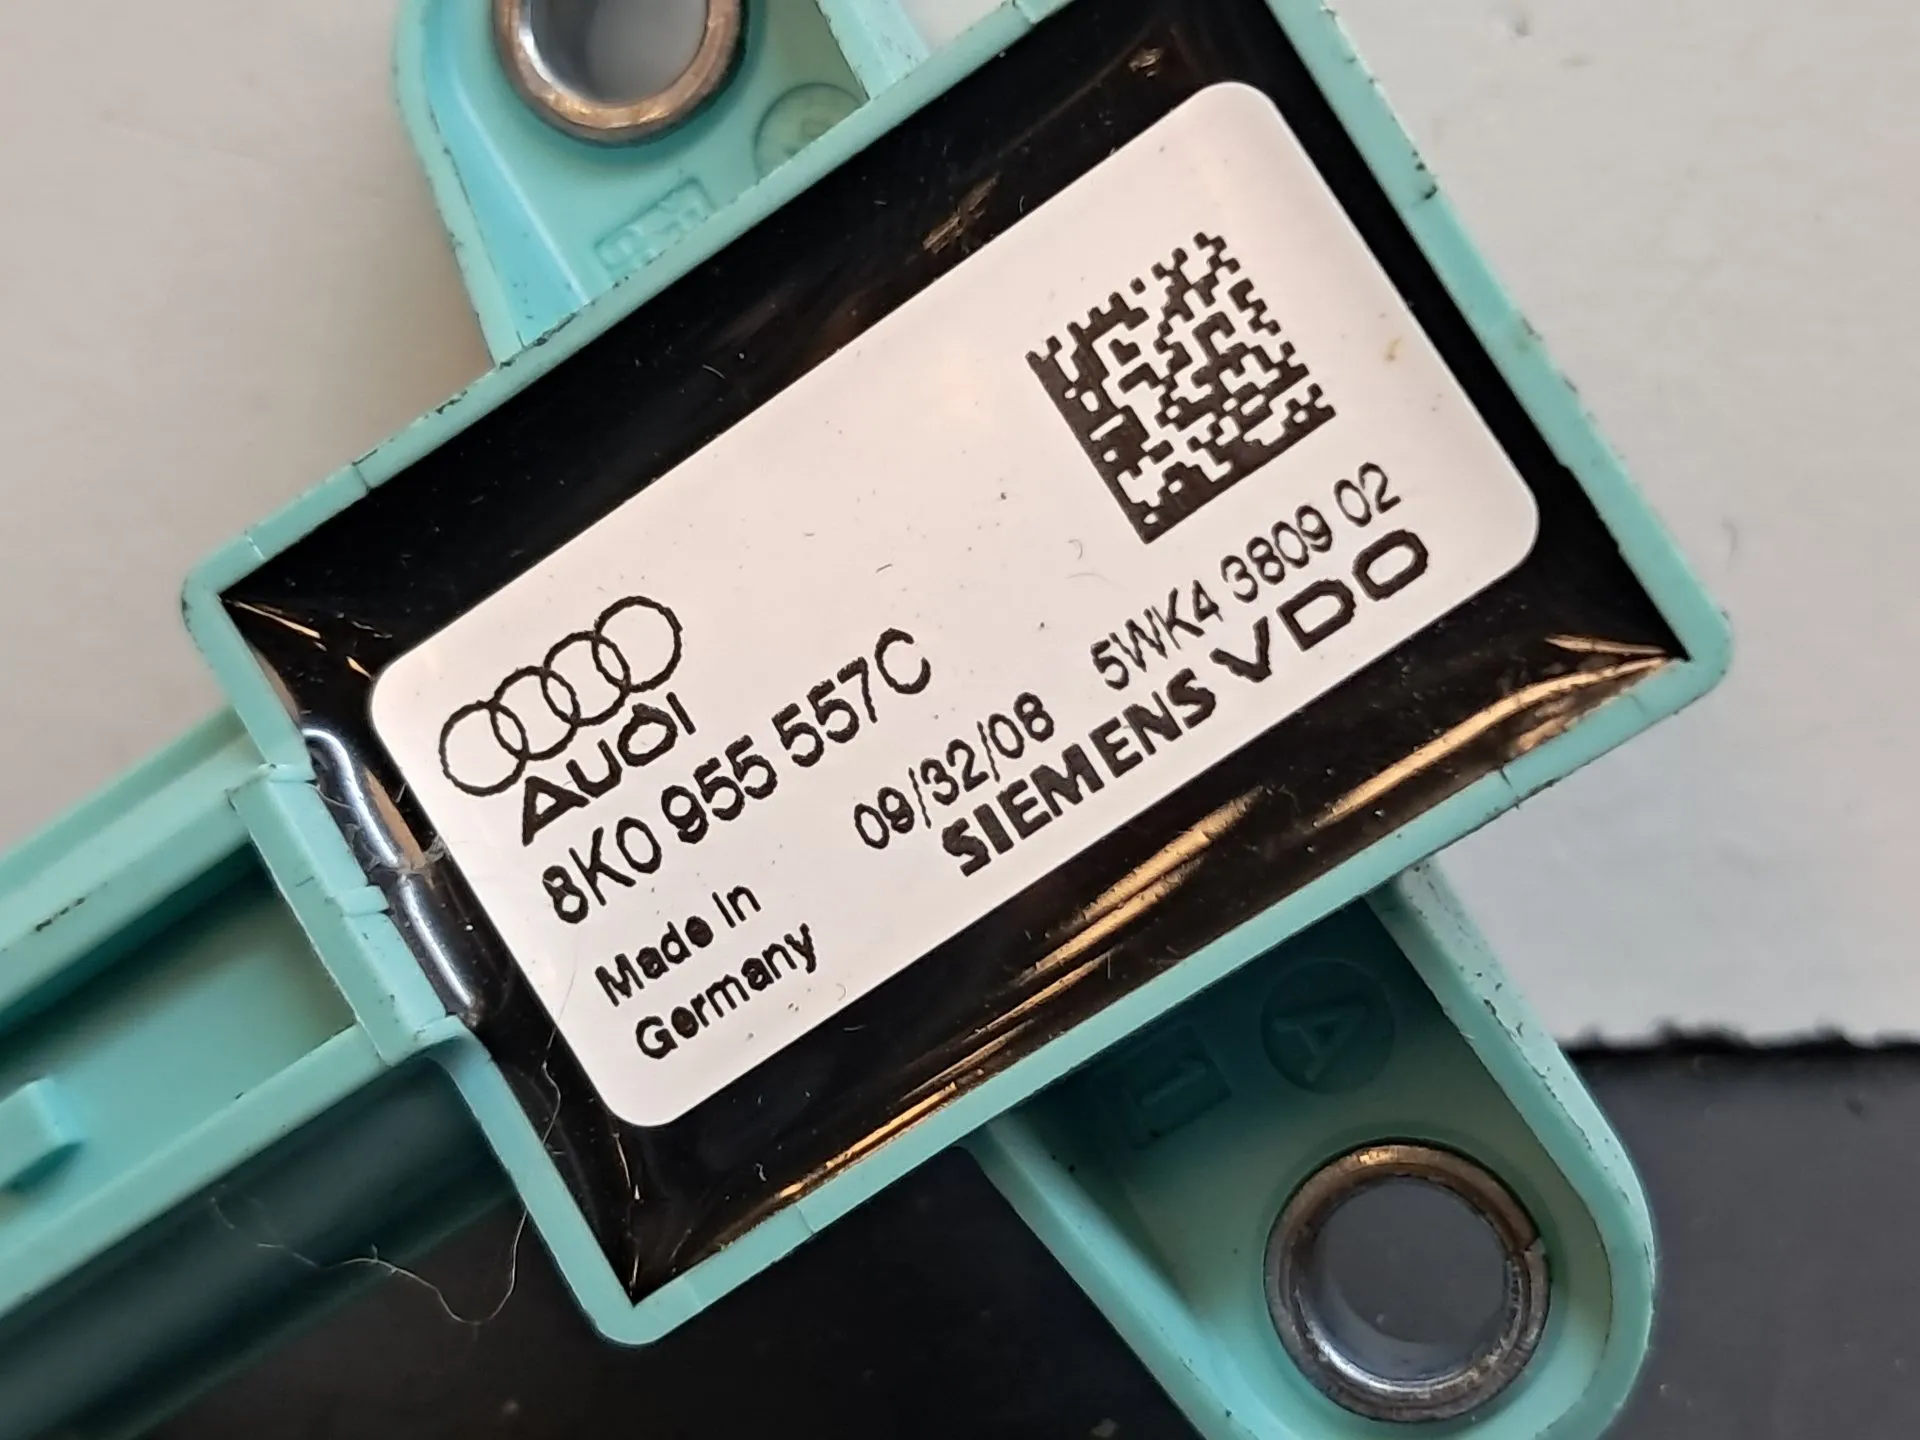 AUDI
8K0 955 557C
Made in
Germany
09/32/08
5WK4 3809 02
SIEMENS VDO
A